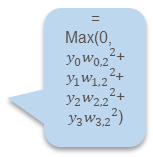 =
Max(0,
y₀w₀,₂²+
y₁w₁,₂²+
y₂w₂,₂²+
y₃w₃,₂²)